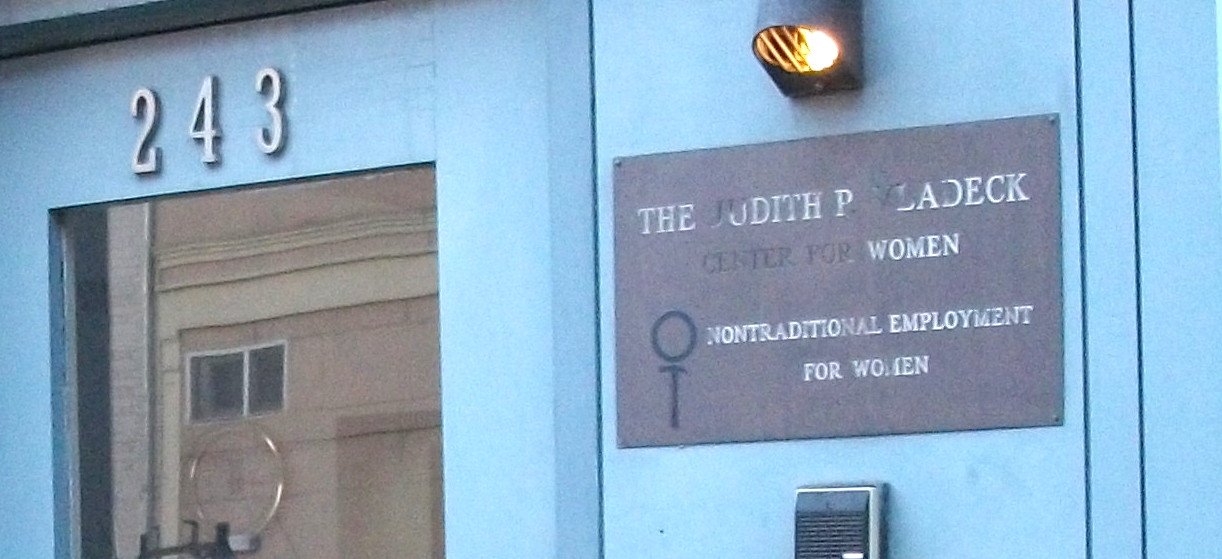 243
THE JUDITH P. VLADECK
CENTER FOR WOMEN
NONTRADITIONAL EMPLOYMENT
FOR WOMEN